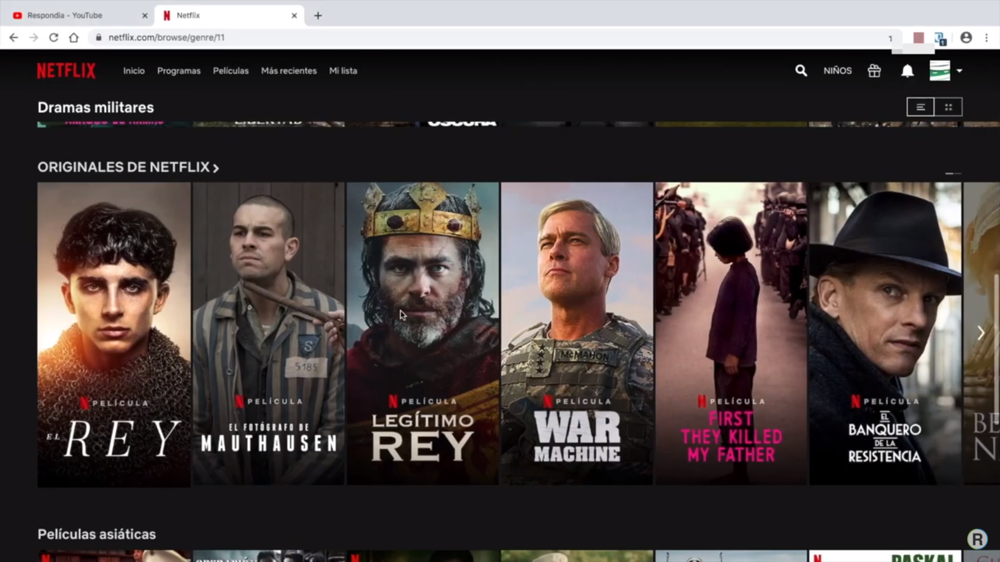 Respondia - YouTube
Netflix
netflix.com/browse/genre/11
NETFLIX
Inicio
Programas
Películas
Más recientes
Mi lista
NIÑOS
Dramas militares
OSCURA
ORIGINALES DE NETFLIX
McMAHON
S
5185
N PELÍCULA
EL REY
N PELÍCULA
EL FOTÓGRAFO DE
MAUTHAUSEN
N PELÍCULA
LEGÍTIMO
REY
N PELÍCULA
WAR
MACHINE
N PELÍCULA
FIRST
THEY KILLED
MY FATHER
N PELÍCULA
EL
BANQUERO
DE LA
RESISTENCIA
BE
N
Películas asiáticas
R